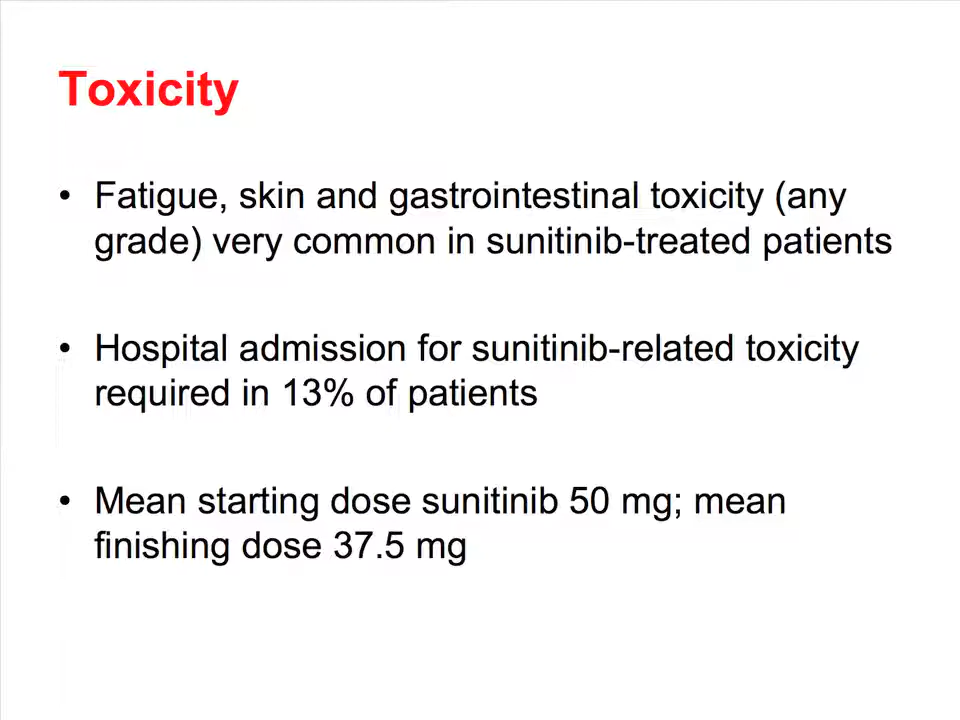 Toxicity
• Fatigue, skin and gastrointestinal toxicity (any
grade) very common in sunitinib-treated patients
• Hospital admission for sunitinib-related toxicity
required in 13% of patients
• Mean starting dose sunitinib 50 mg; mean
finishing dose 37.5 mg